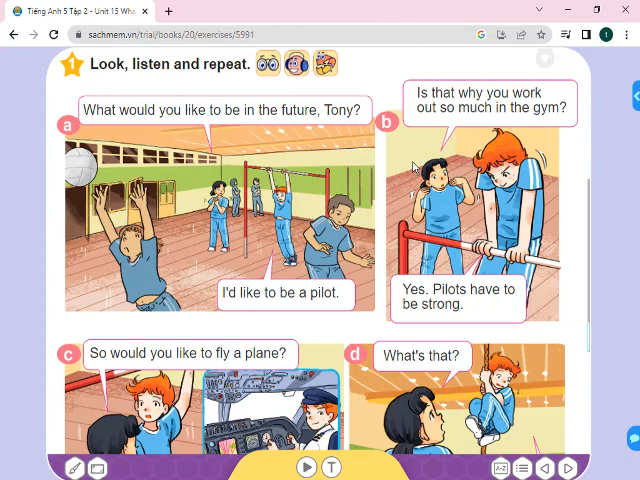 Tiếng Anh 5 Tập 2 - Unit 15 Wha
sachmem.vn/trial/books/20/exercises/5991
t
1 Look, listen and repeat.
a
What would you like to be in the future, Tony?
I'd like to be a pilot.
b
Is that why you work
out so much in the gym?
Yes. Pilots have to
be strong.
c
So would you like to fly a plane?
d
What's that?
T
A-Z